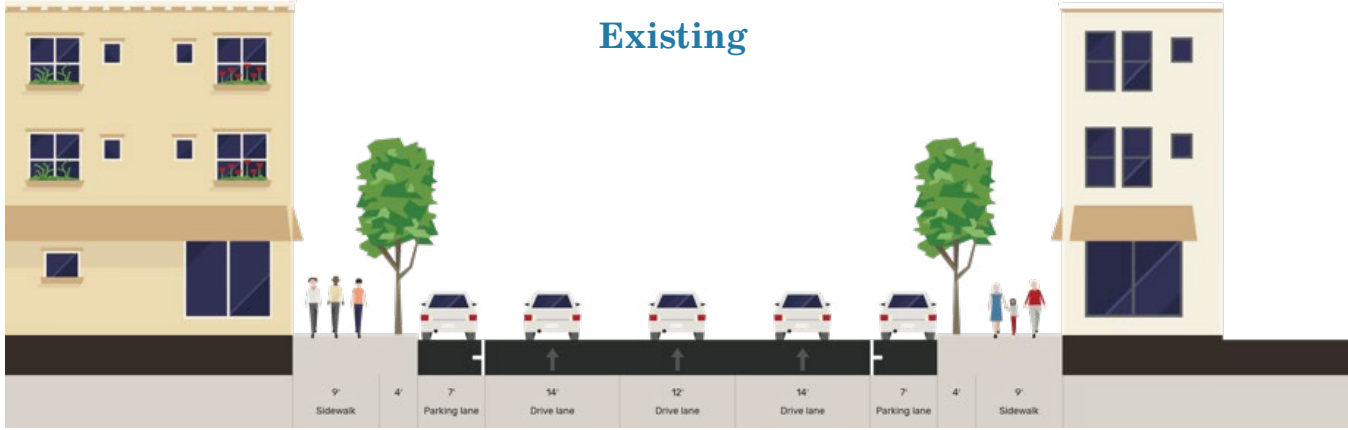 Existing
9' 4' 7' 14' 12' 14' 7' 4' 9'
Sidewalk Parking lane Drive lane Drive lane Drive lane Parking lane Sidewalk